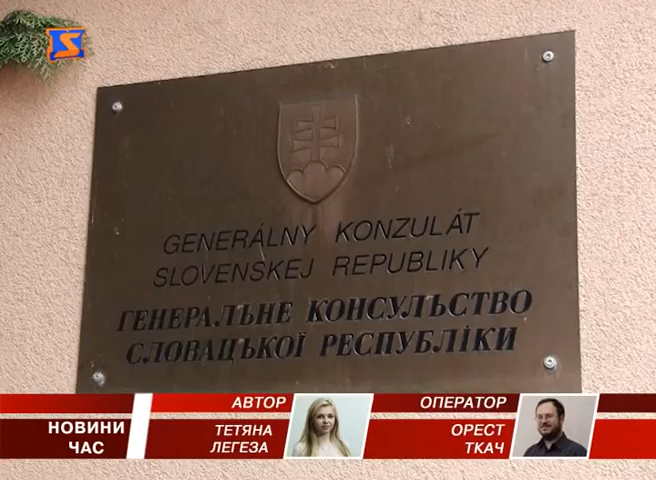 GENERÁLNY KONZULÁT
SLOVENSKEJ REPUBLIKY
ГЕНЕРАЛЬНЕ КОНСУЛЬСТВО
СЛОВАЦЬКОЇ РЕСПУБЛІКИ
НОВИНИ
ЧАС
АВТОР
ТЕТЯНА
ЛЕГЕЗА
ОПЕРАТОР
ОРЕСТ
ТКАЧ